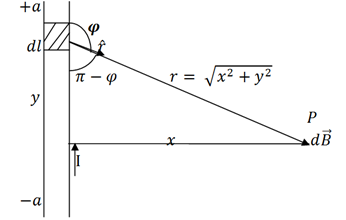 +a
φ
dl
r̂
π − φ
r = √x² + y²
y
P
dB⃗
x
I
−a